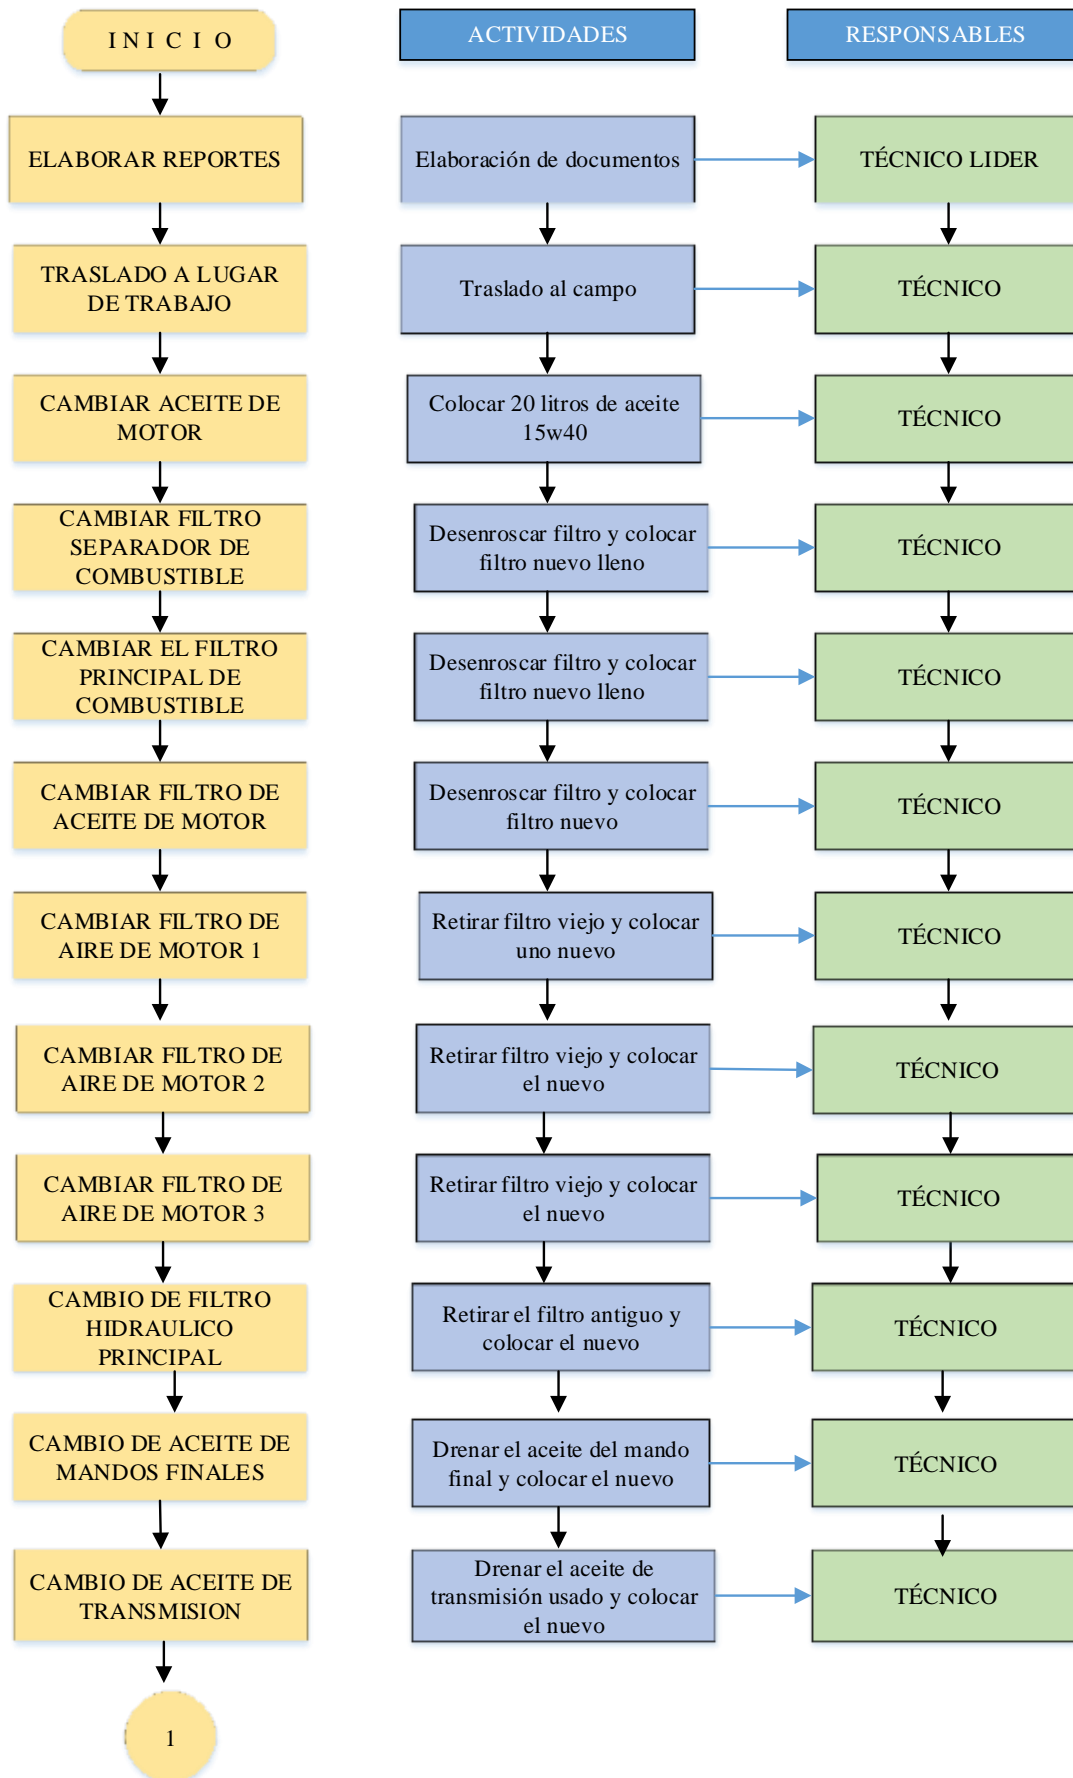 I N I C I O
ACTIVIDADES
RESPONSABLES
ELABORAR REPORTES
Elaboración de documentos
TÉCNICO LIDER
TRASLADO A LUGAR
DE TRABAJO
Traslado al campo
TÉCNICO
CAMBIAR ACEITE DE
MOTOR
Colocar 20 litros de aceite
15w40
TÉCNICO
CAMBIAR FILTRO
SEPARADOR DE
COMBUSTIBLE
Desenroscar filtro y colocar
filtro nuevo lleno
TÉCNICO
CAMBIAR EL FILTRO
PRINCIPAL DE
COMBUSTIBLE
Desenroscar filtro y colocar
filtro nuevo lleno
TÉCNICO
CAMBIAR FILTRO DE
ACEITE DE MOTOR
Desenroscar filtro y colocar
filtro nuevo
TÉCNICO
CAMBIAR FILTRO DE
AIRE DE MOTOR 1
Retirar filtro viejo y colocar
uno nuevo
TÉCNICO
CAMBIAR FILTRO DE
AIRE DE MOTOR 2
Retirar filtro viejo y colocar
el nuevo
TÉCNICO
CAMBIAR FILTRO DE
AIRE DE MOTOR 3
Retirar filtro viejo y colocar
el nuevo
TÉCNICO
CAMBIO DE FILTRO
HIDRAULICO
PRINCIPAL
Retirar el filtro antiguo y
colocar el nuevo
TÉCNICO
CAMBIO DE ACEITE DE
MANDOS FINALES
Drenar el aceite del mando
final y colocar el nuevo
TÉCNICO
CAMBIO DE ACEITE DE
TRANSMISION
Drenar el aceite de
transmisión usado y colocar
el nuevo
TÉCNICO
1